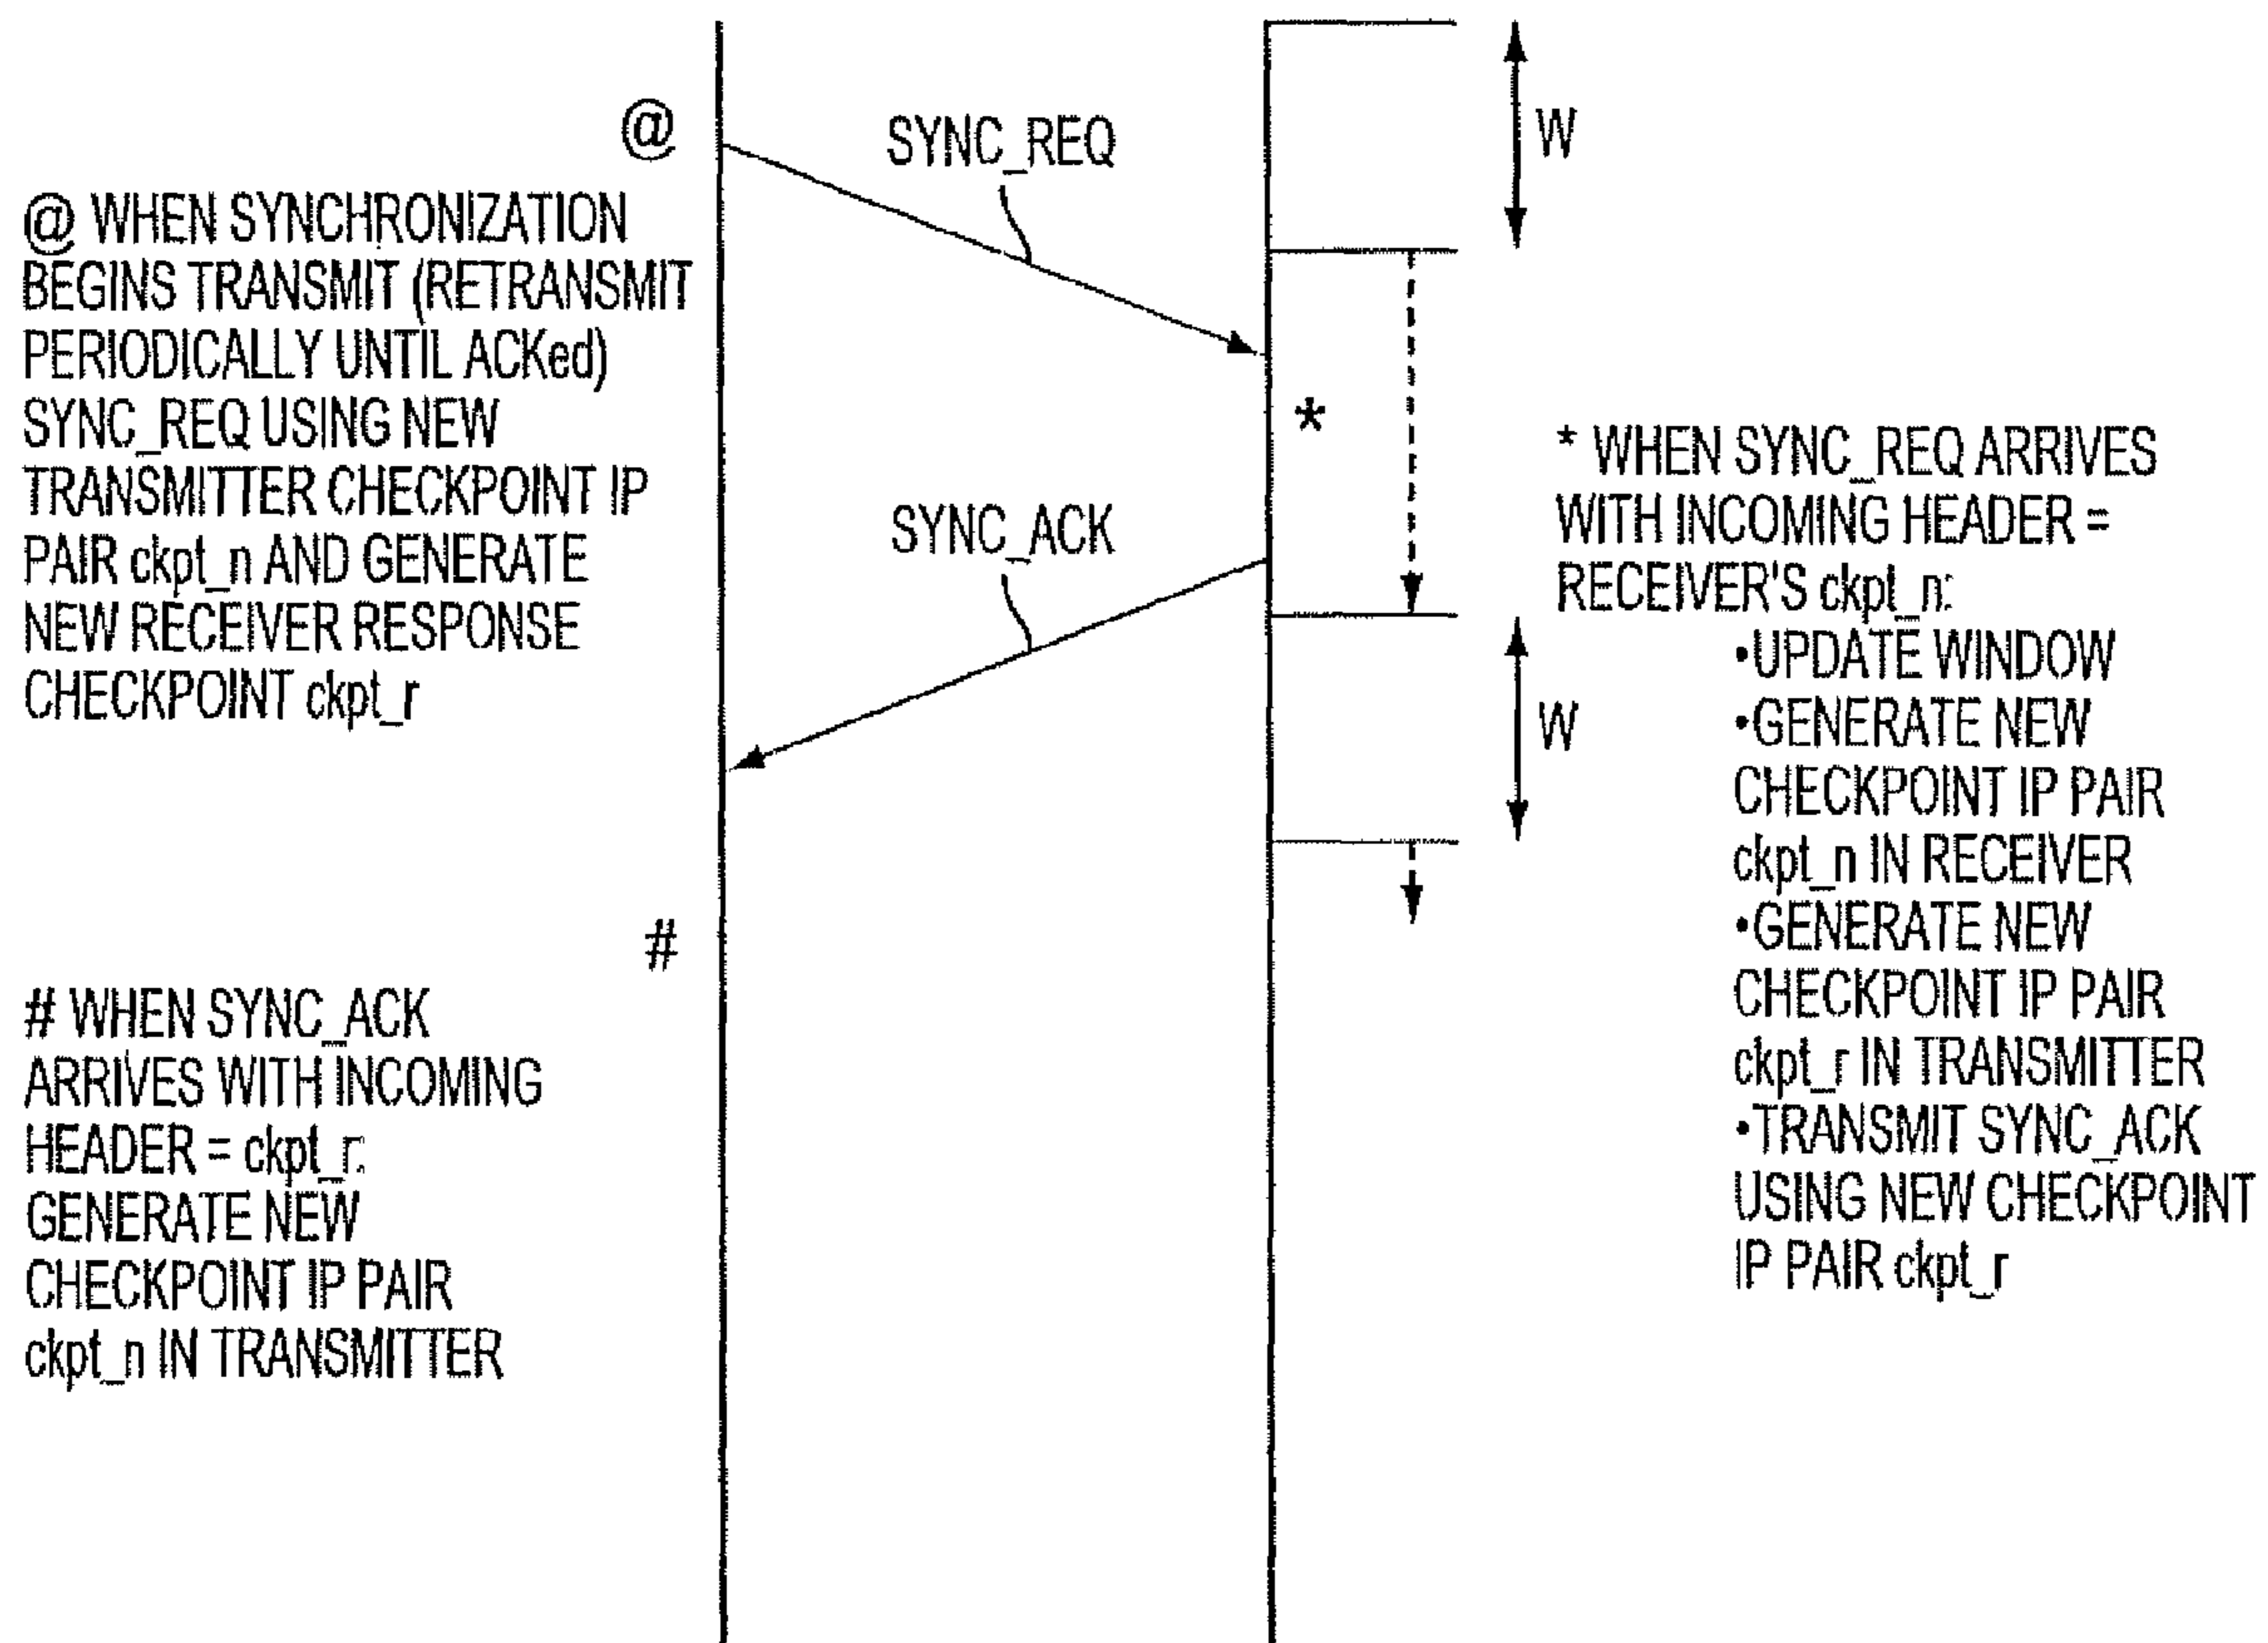 @
@ WHEN SYNCHRONIZATION
BEGINS TRANSMIT (RETRANSMIT
PERIODICALLY UNTIL ACKed)
SYNC_REQ USING NEW
TRANSMITTER CHECKPOINT IP
PAIR ckpt_n AND GENERATE
NEW RECEIVER RESPONSE
CHECKPOINT ckpt_r
#
# WHEN SYNC_ACK
ARRIVES WITH INCOMING
HEADER = ckpt_r:
GENERATE NEW
CHECKPOINT IP PAIR
ckpt_n IN TRANSMITTER
SYNC_REQ
SYNC_ACK
W
*
W
* WHEN SYNC_REQ ARRIVES
WITH INCOMING HEADER =
RECEIVER'S ckpt_n:
•UPDATE WINDOW
•GENERATE NEW
CHECKPOINT IP PAIR
ckpt_n IN RECEIVER
•GENERATE NEW
CHECKPOINT IP PAIR
ckpt_r IN TRANSMITTER
•TRANSMIT SYNC_ACK
USING NEW CHECKPOINT
IP PAIR ckpt_r